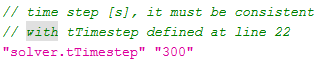 // time step [s], it must be consistent
// with tTimestep defined at line 22
"solver.tTimestep" "300"